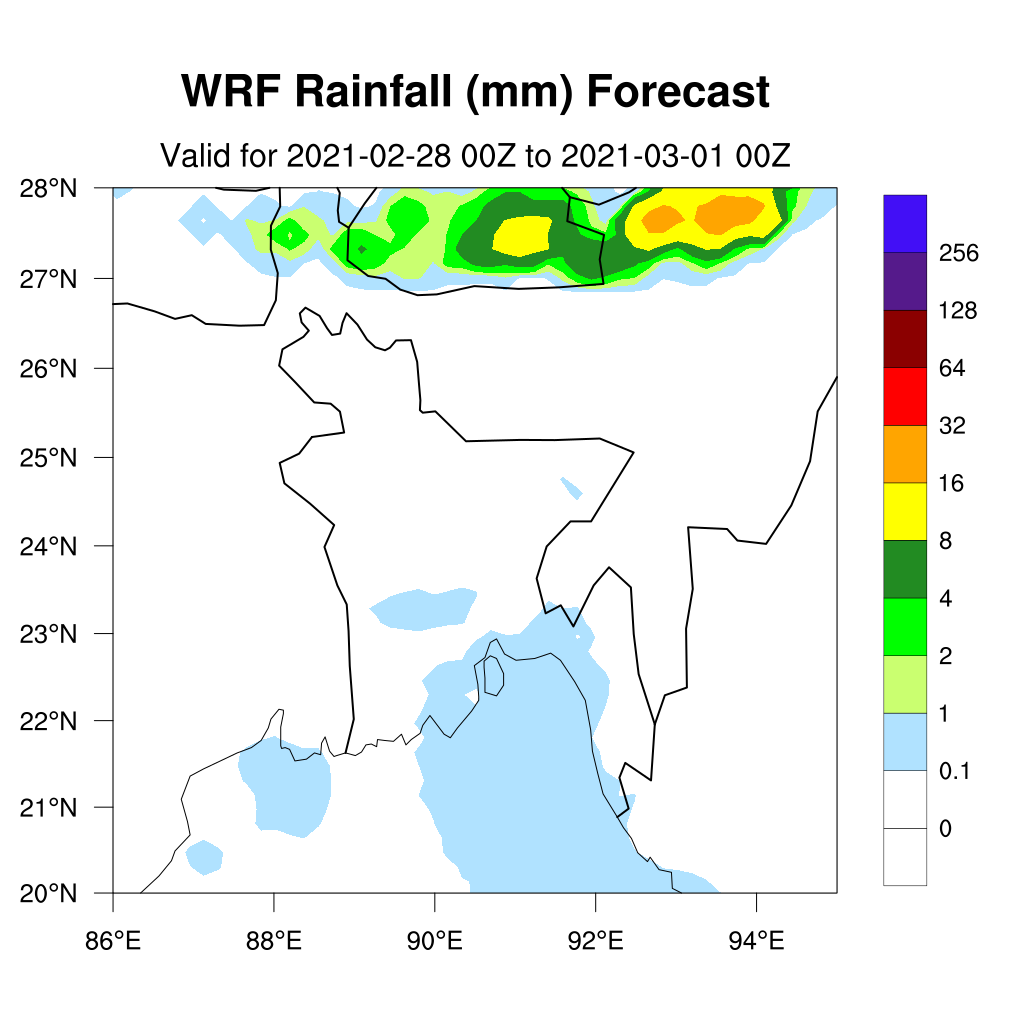 WRF Rainfall (mm) Forecast
Valid for 2021-02-28 00Z to 2021-03-01 00Z
28°N
27°N
26°N
25°N
24°N
23°N
22°N
21°N
20°N
86°E 88°E 90°E 92°E 94°E
256
128
64
32
16
8
4
2
1
0.1
0